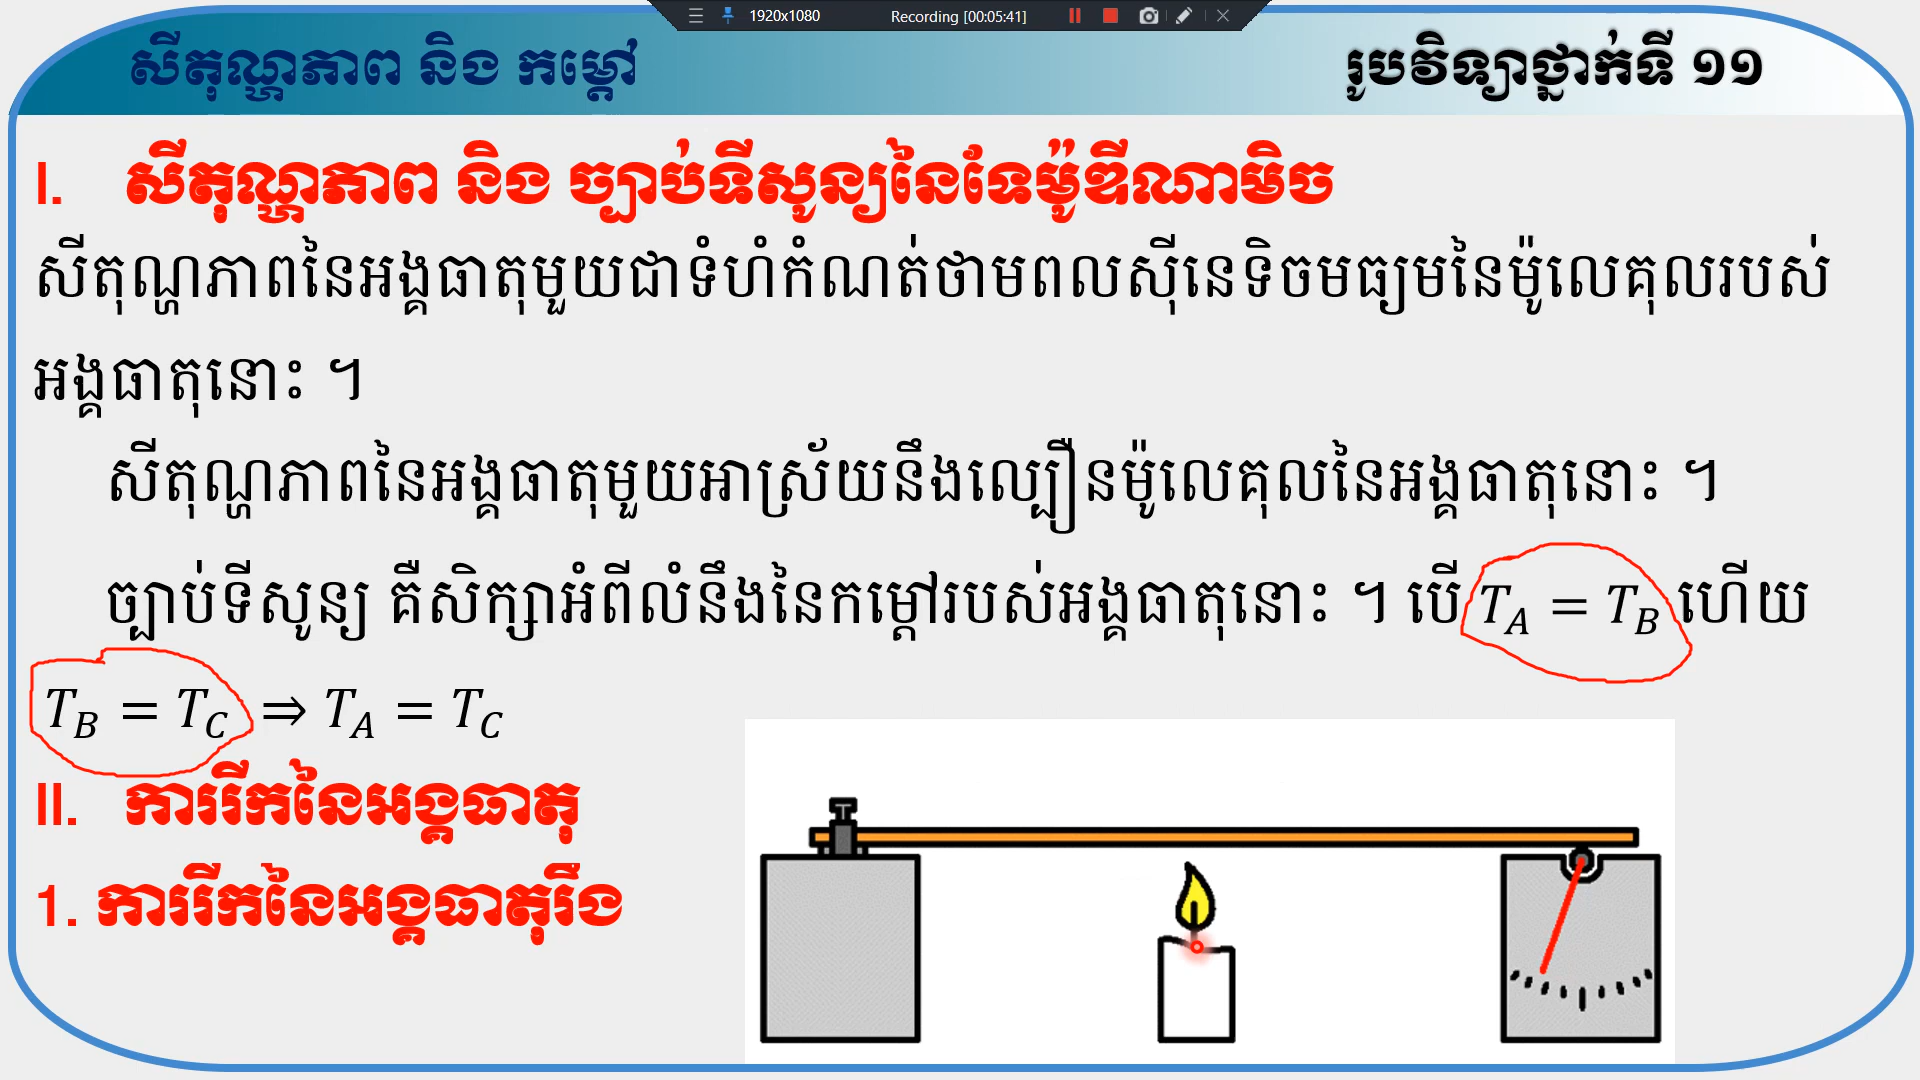 1920x1080 Recording [00:05:41]
សីតុណ្ហភាព និង កម្ដៅ
រូបវិទ្យាថ្នាក់ទី ១១
I. សីតុណ្ហភាព និង ច្បាប់ទីសូន្យនៃទែម៉ូឌីណាមិច
សីតុណ្ហភាពនៃអង្គធាតុមួយជាទំហំកំណត់ថាមពលស៊ីនេទិចមធ្យមនៃម៉ូលេគុលរបស់
អង្គធាតុនោះ ។
សីតុណ្ហភាពនៃអង្គធាតុមួយអាស្រ័យនឹងល្បឿនម៉ូលេគុលនៃអង្គធាតុនោះ ។
ច្បាប់ទីសូន្យ គឺសិក្សាអំពីលំនឹងនៃកម្ដៅរបស់អង្គធាតុនោះ ។ បើ T_A = T_B ហើយ
T_B = T_C ⇒ T_A = T_C
II. ការរីកនៃអង្គធាតុ
1. ការរីកនៃអង្គធាតុរឹង